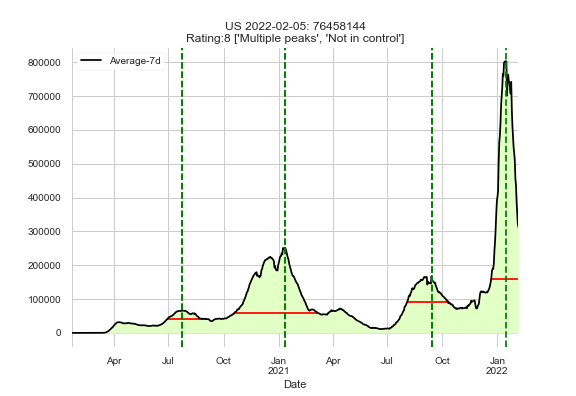 US 2022-02-05: 76458144
Rating:8 ['Multiple peaks', 'Not in control']
Average-7d
800000
700000
600000
500000
400000
300000
200000
100000
0
Apr Jul Oct Jan Apr Jul Oct Jan
2021 2022
Date